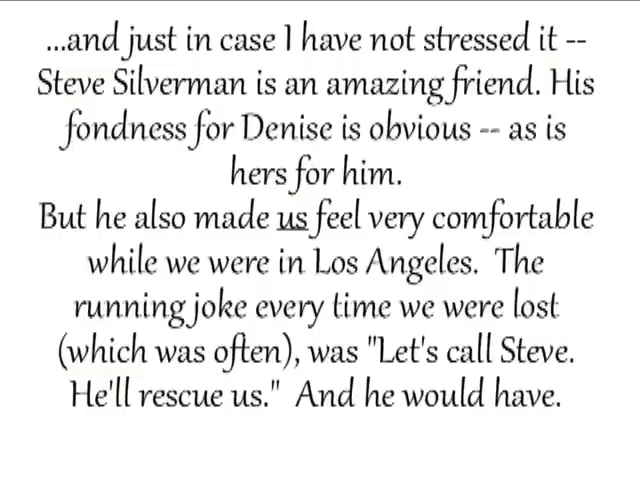 ...and just in case I have not stressed it --
Steve Silverman is an amazing friend. His
fondness for Denise is obvious -- as is
hers for him.
But he also made us feel very comfortable
while we were in Los Angeles. The
running joke every time we were lost
(which was often), was "Let's call Steve.
He'll rescue us." And he would have.